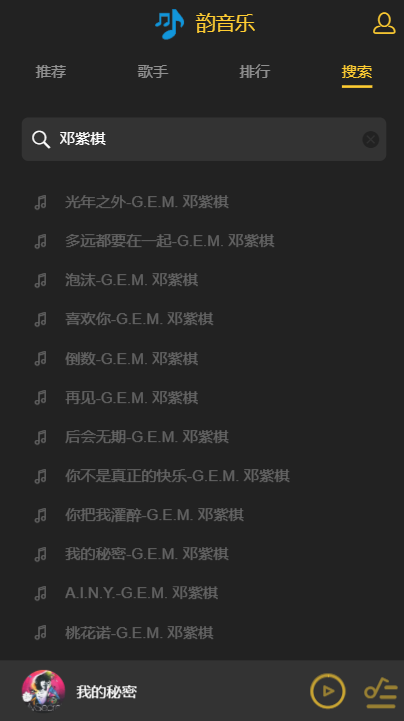 韵音乐
推荐 歌手 排行 搜索
邓紫棋
光年之外-G.E.M. 邓紫棋
多远都要在一起-G.E.M. 邓紫棋
泡沫-G.E.M. 邓紫棋
喜欢你-G.E.M. 邓紫棋
倒数-G.E.M. 邓紫棋
再见-G.E.M. 邓紫棋
后会无期-G.E.M. 邓紫棋
你不是真正的快乐-G.E.M. 邓紫棋
你把我灌醉-G.E.M. 邓紫棋
我的秘密-G.E.M. 邓紫棋
A.I.N.Y.-G.E.M. 邓紫棋
桃花诺-G.E.M. 邓紫棋
我的秘密